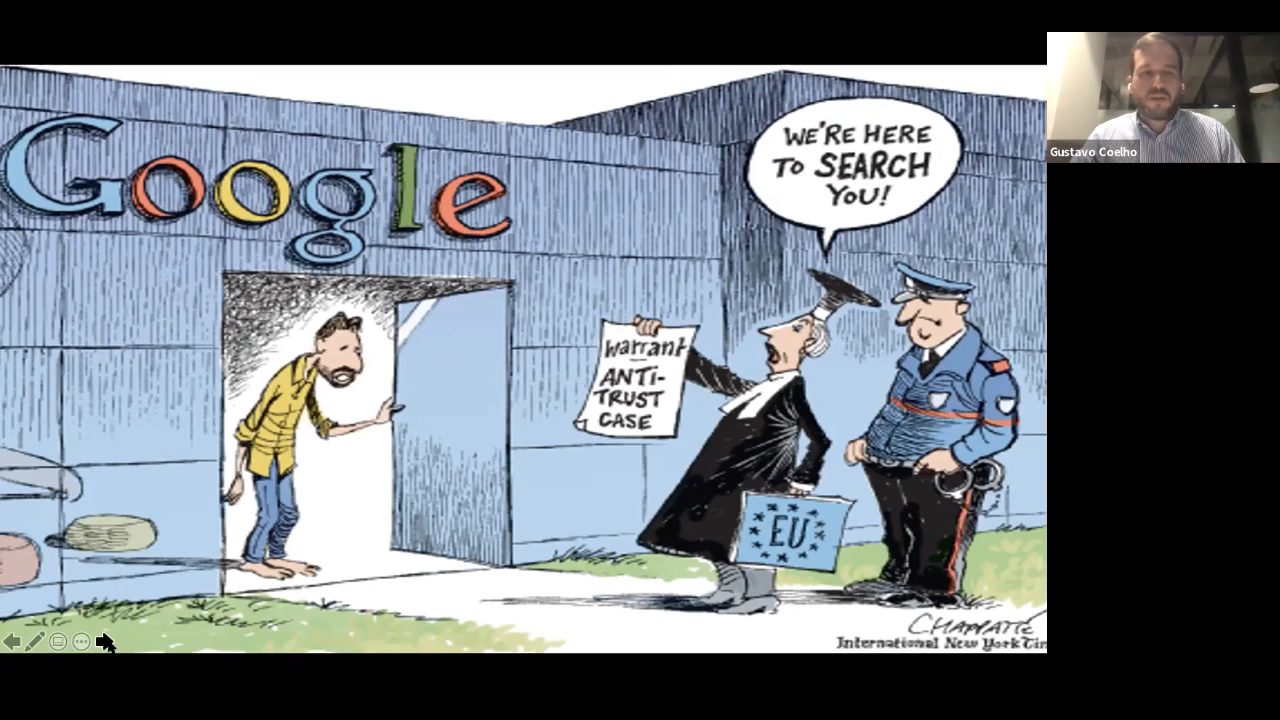 Google
WE'RE HERE
TO SEARCH
YOU!
Warrant
ANTI-
TRUST
CASE
EU
CHAPPATTE
International New York Tim
Gustavo Coelho